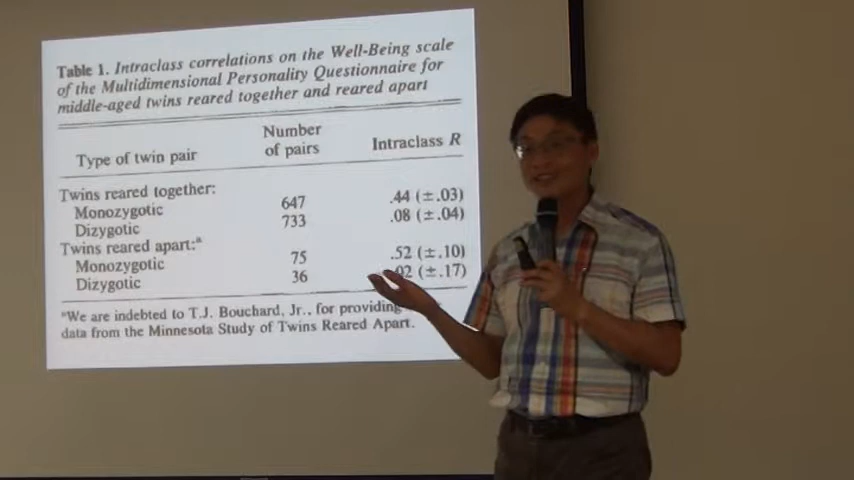 Table 1. Intraclass correlations on the Well-Being scale
of the Multidimensional Personality Questionnaire for
middle-aged twins reared together and reared apart
Number
Type of twin pair of pairs Intraclass R
Twins reared together:
Monozygotic 647 .44 (±.03)
Dizygotic 733 .08 (±.04)
Twins reared apart:a
Monozygotic 75 .52 (±.10)
Dizygotic 36 (±.17)
aWe are indebted to T.J. Bouchard, Jr., for providing
data from the Minnesota Study of Twins Reared Apart.